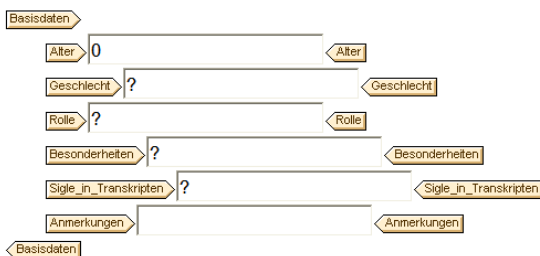 Basisdaten
Alter 0 Alter
Geschlecht ? Geschlecht
Rolle ? Rolle
Besonderheiten ? Besonderheiten
Sigle_in_Transkripten ? Sigle_in_Transkripten
Anmerkungen Anmerkungen
Basisdaten